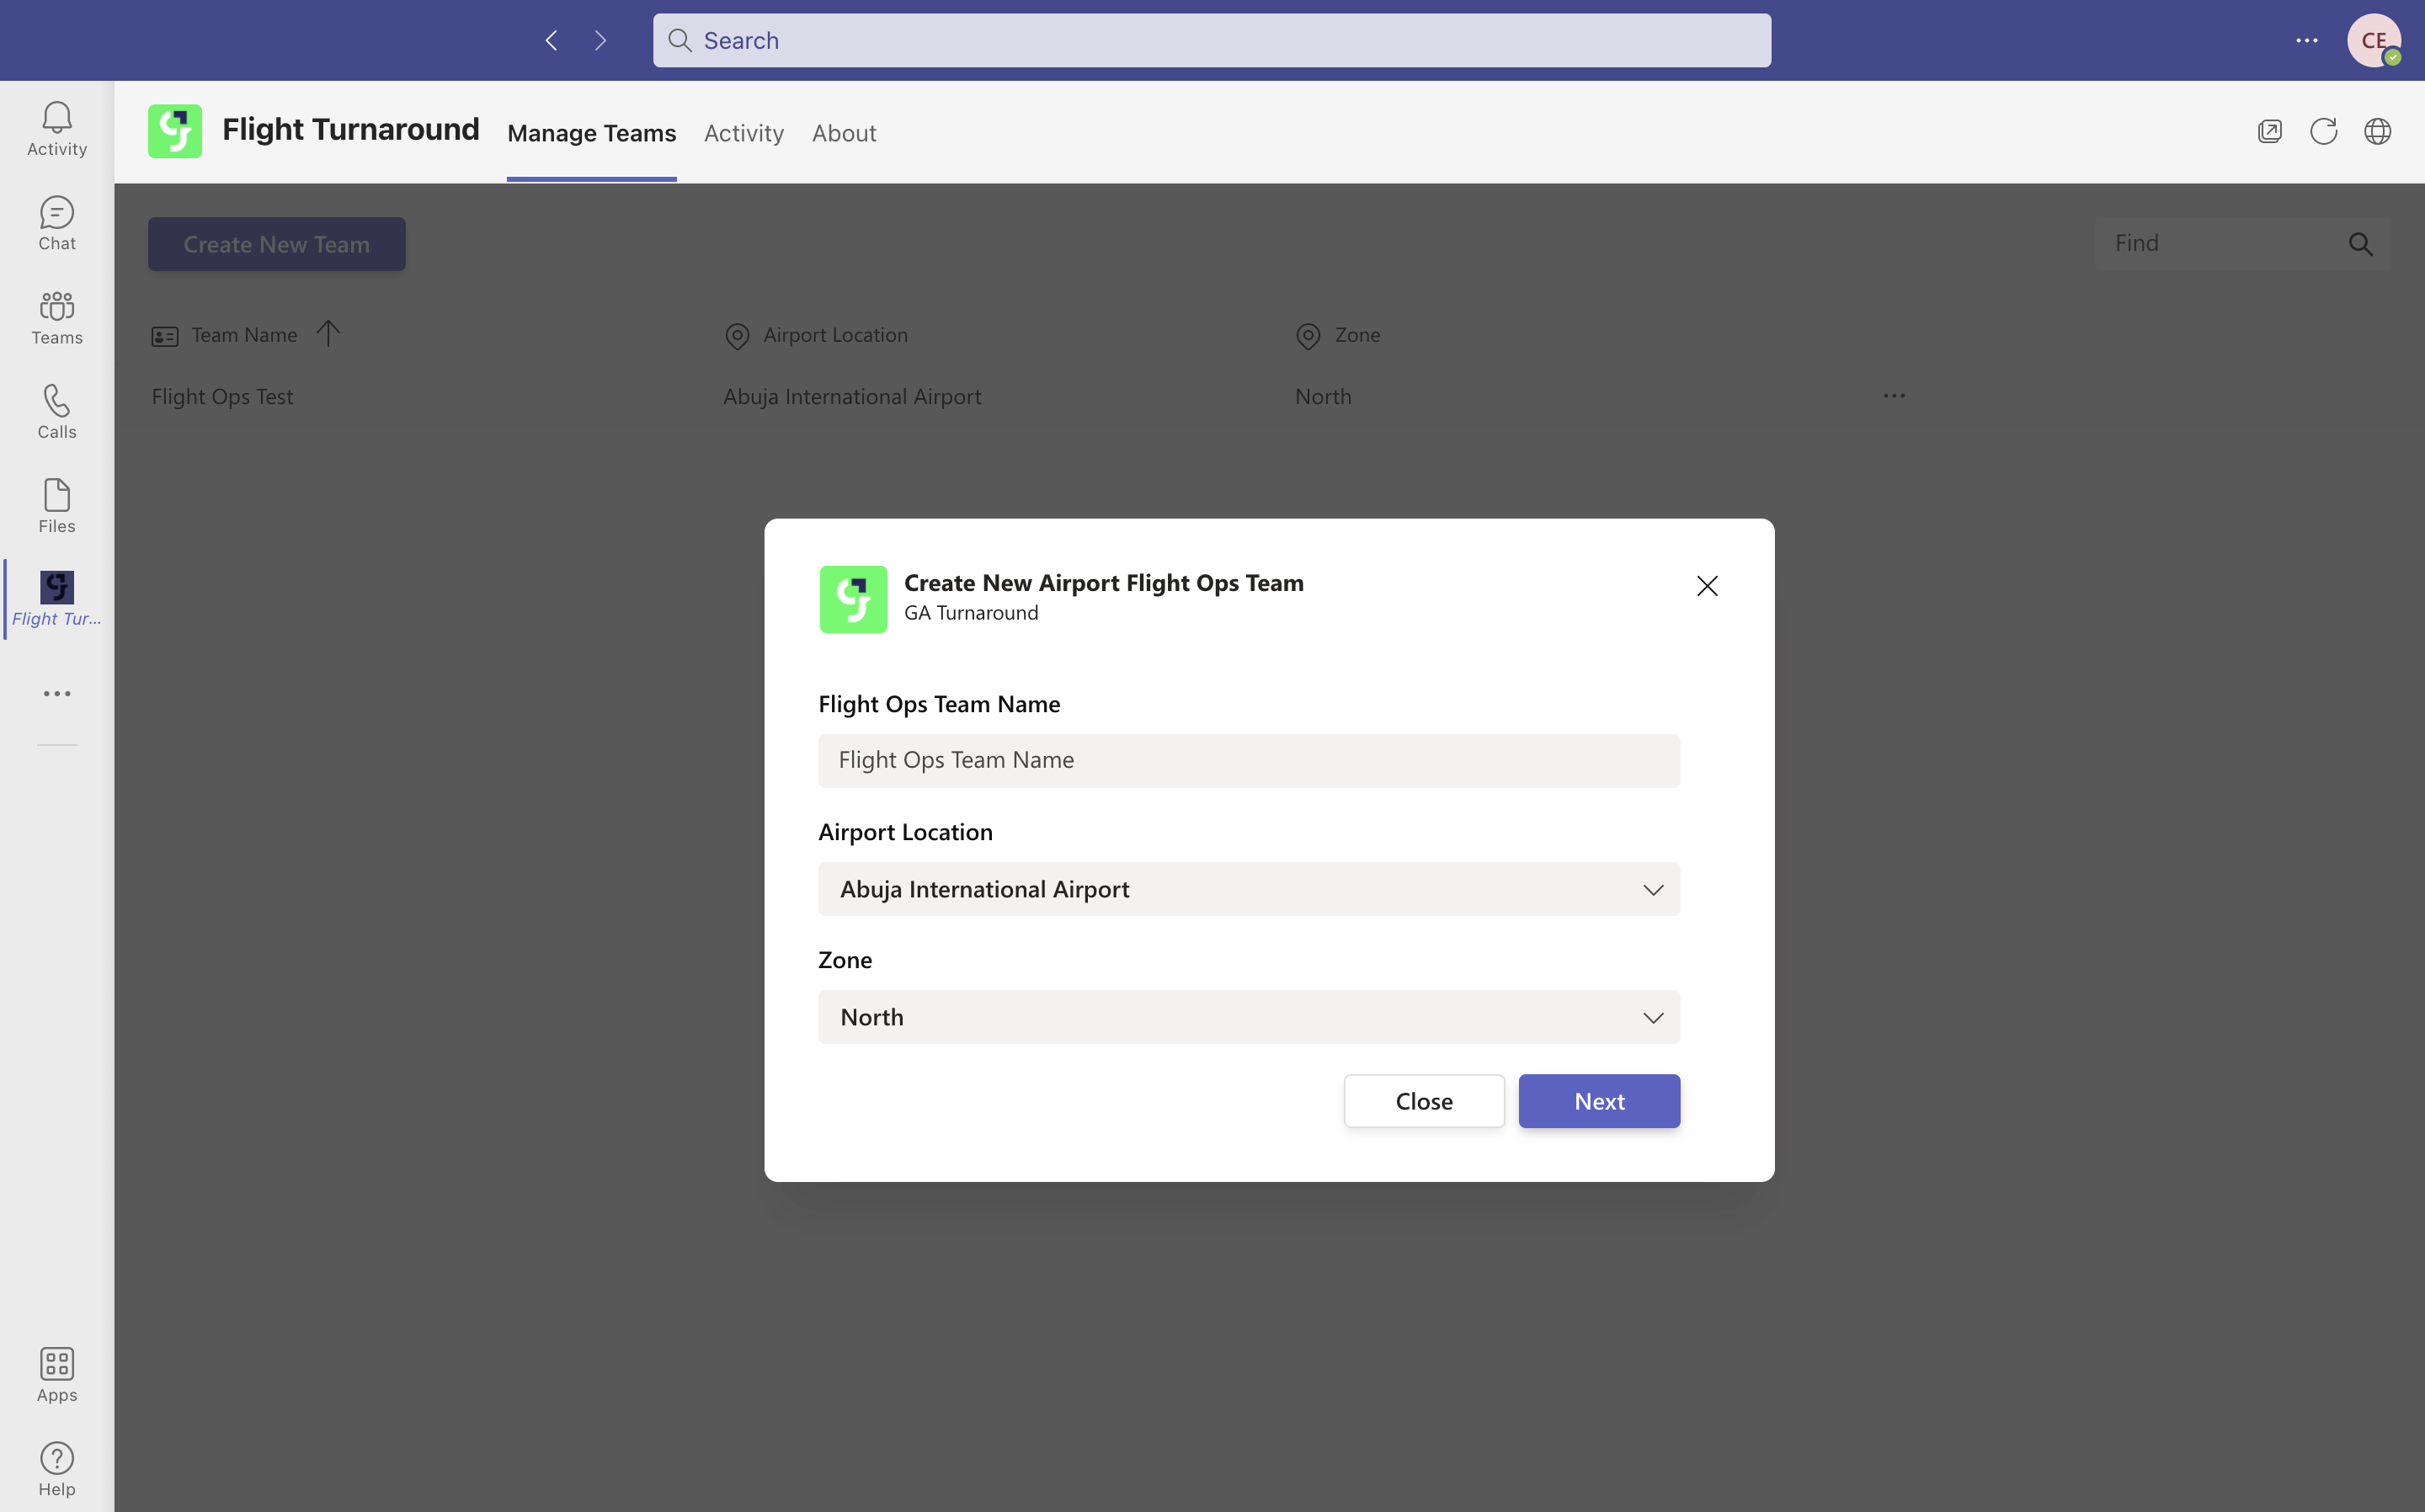 Search
CE
Activity
Chat
Teams
Calls
Files
Flight Tur...
Apps
Help
Flight Turnaround
Manage Teams
Activity
About
Create New Team
Find
Team Name
Airport Location
Zone
Flight Ops Test
Abuja International Airport
North
Create New Airport Flight Ops Team
GA Turnaround
Flight Ops Team Name
Flight Ops Team Name
Airport Location
Abuja International Airport
Zone
North
Close
Next